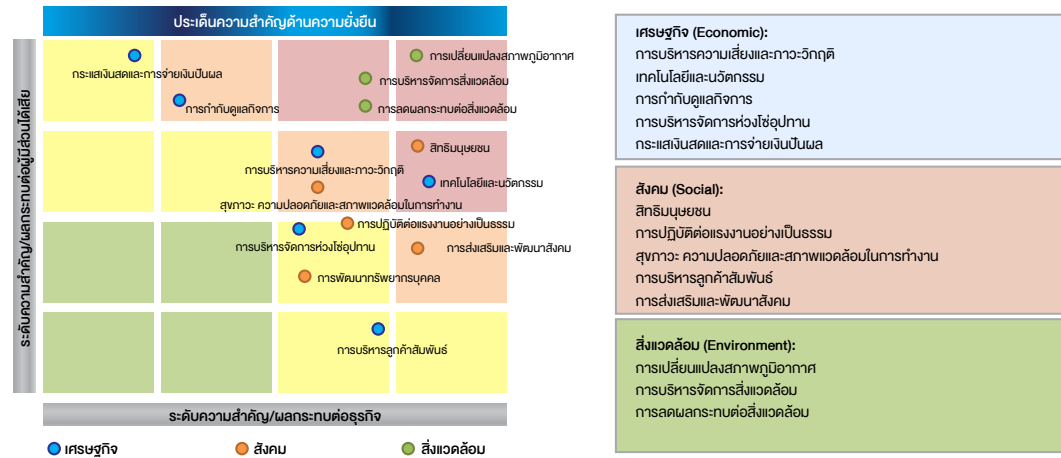 ประเด็นความสำคัญด้านความยั่งยืน
ระดับความสำคัญ/ผลกระทบต่อผู้มีส่วนได้เสีย
กระแสเงินสดและการจ่ายเงินปันผล
การกำกับดูแลกิจการ
การเปลี่ยนแปลงสภาพภูมิอากาศ
การบริหารจัดการสิ่งแวดล้อม
การลดผลกระทบต่อสิ่งแวดล้อม
สิทธิมนุษยชน
การบริหารความเสี่ยงและภาวะวิกฤติ
เทคโนโลยีและนวัตกรรม
สุขภาวะ ความปลอดภัยและสภาพแวดล้อมในการทำงาน
การปฏิบัติต่อแรงงานอย่างเป็นธรรม
การบริหารจัดการห่วงโซ่อุปทาน
การส่งเสริมและพัฒนาสังคม
การพัฒนาทรัพยากรบุคคล
การบริหารลูกค้าสัมพันธ์
ระดับความสำคัญ/ผลกระทบต่อธุรกิจ
เศรษฐกิจ
สังคม
สิ่งแวดล้อม
เศรษฐกิจ (Economic):
การบริหารความเสี่ยงและภาวะวิกฤติ
เทคโนโลยีและนวัตกรรม
การกำกับดูแลกิจการ
การบริหารจัดการห่วงโซ่อุปทาน
กระแสเงินสดและการจ่ายเงินปันผล
สังคม (Social):
สิทธิมนุษยชน
การปฏิบัติต่อแรงงานอย่างเป็นธรรม
สุขภาวะ ความปลอดภัยและสภาพแวดล้อมในการทำงาน
การบริหารลูกค้าสัมพันธ์
การส่งเสริมและพัฒนาสังคม
สิ่งแวดล้อม (Environment):
การเปลี่ยนแปลงสภาพภูมิอากาศ
การบริหารจัดการสิ่งแวดล้อม
การลดผลกระทบต่อสิ่งแวดล้อม